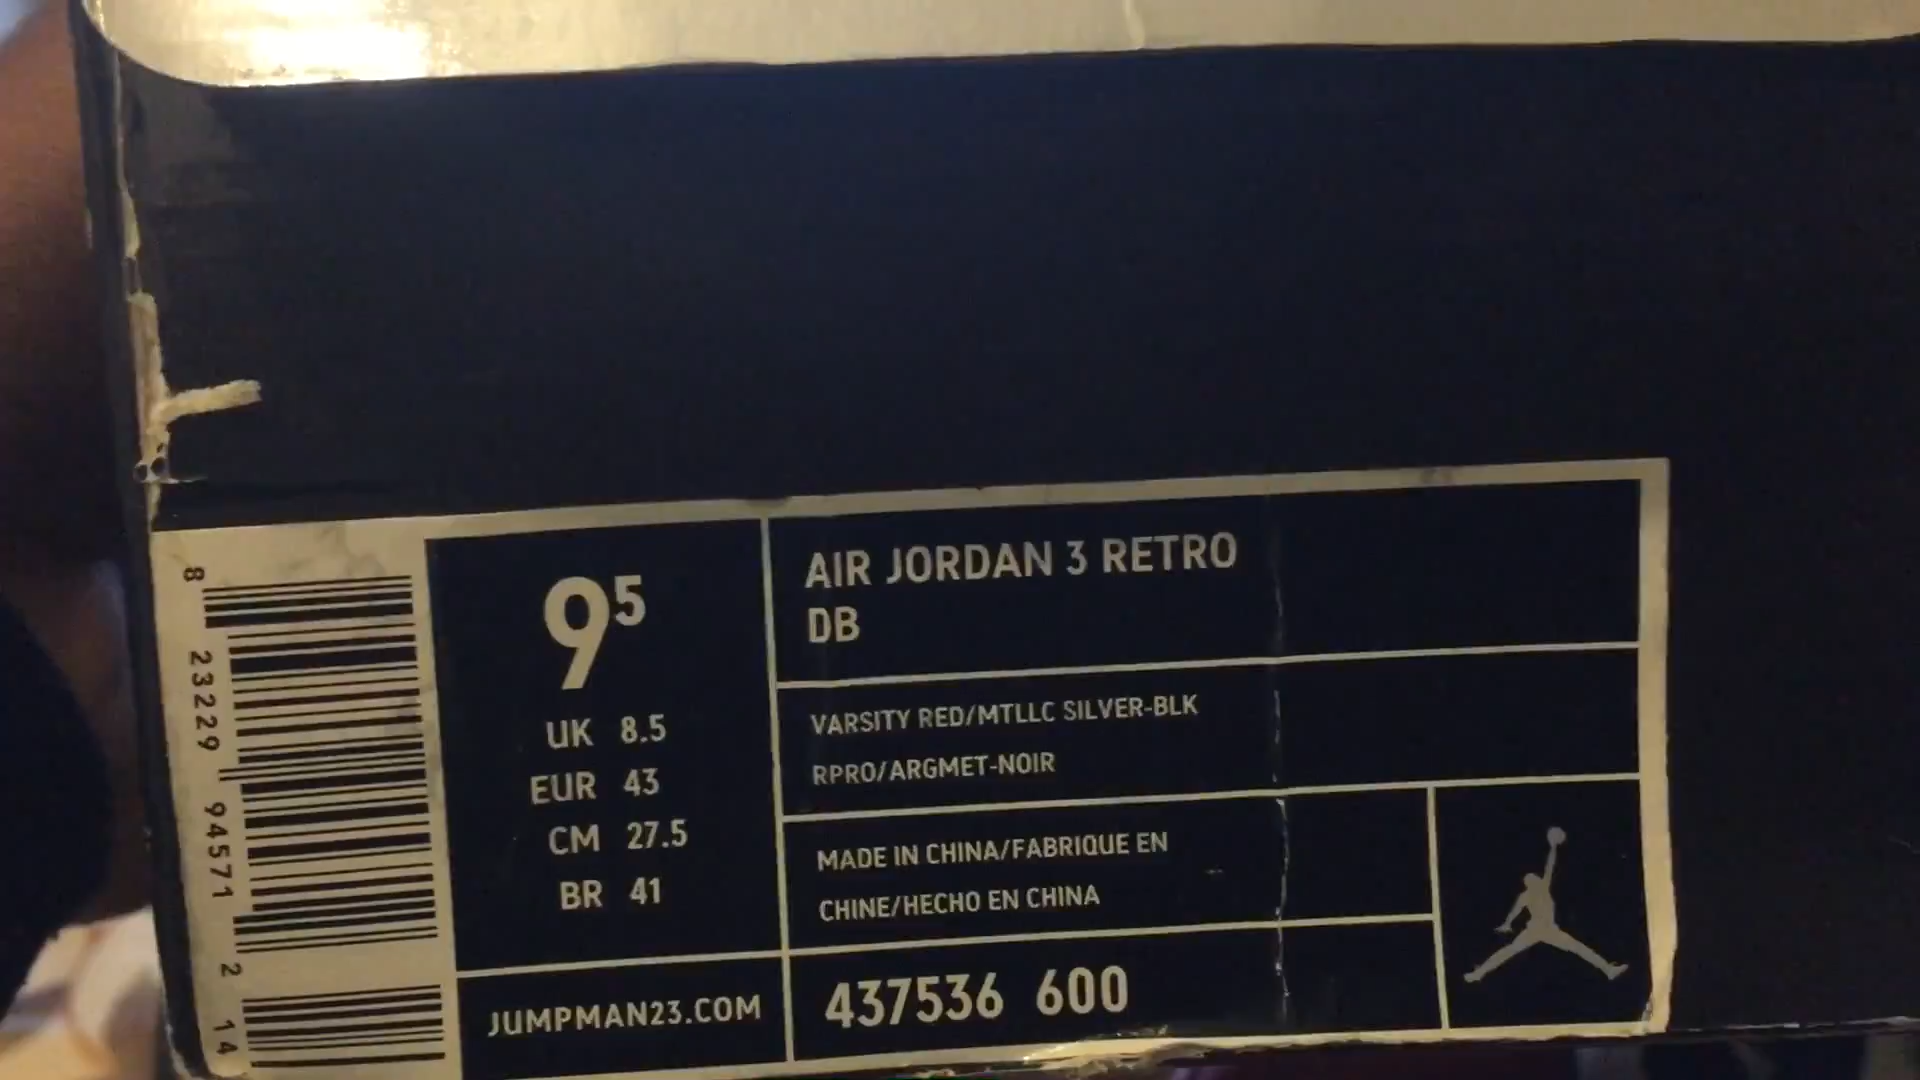 8 23229 94571 2 14
9⁵
UK 8.5
EUR 43
CM 27.5
BR 41
JUMPMAN23.COM
AIR JORDAN 3 RETRO
DB
VARSITY RED/MTLLC SILVER-BLK
RPRO/ARGMET-NOIR
MADE IN CHINA/FABRIQUE EN
CHINE/HECHO EN CHINA
437536 600